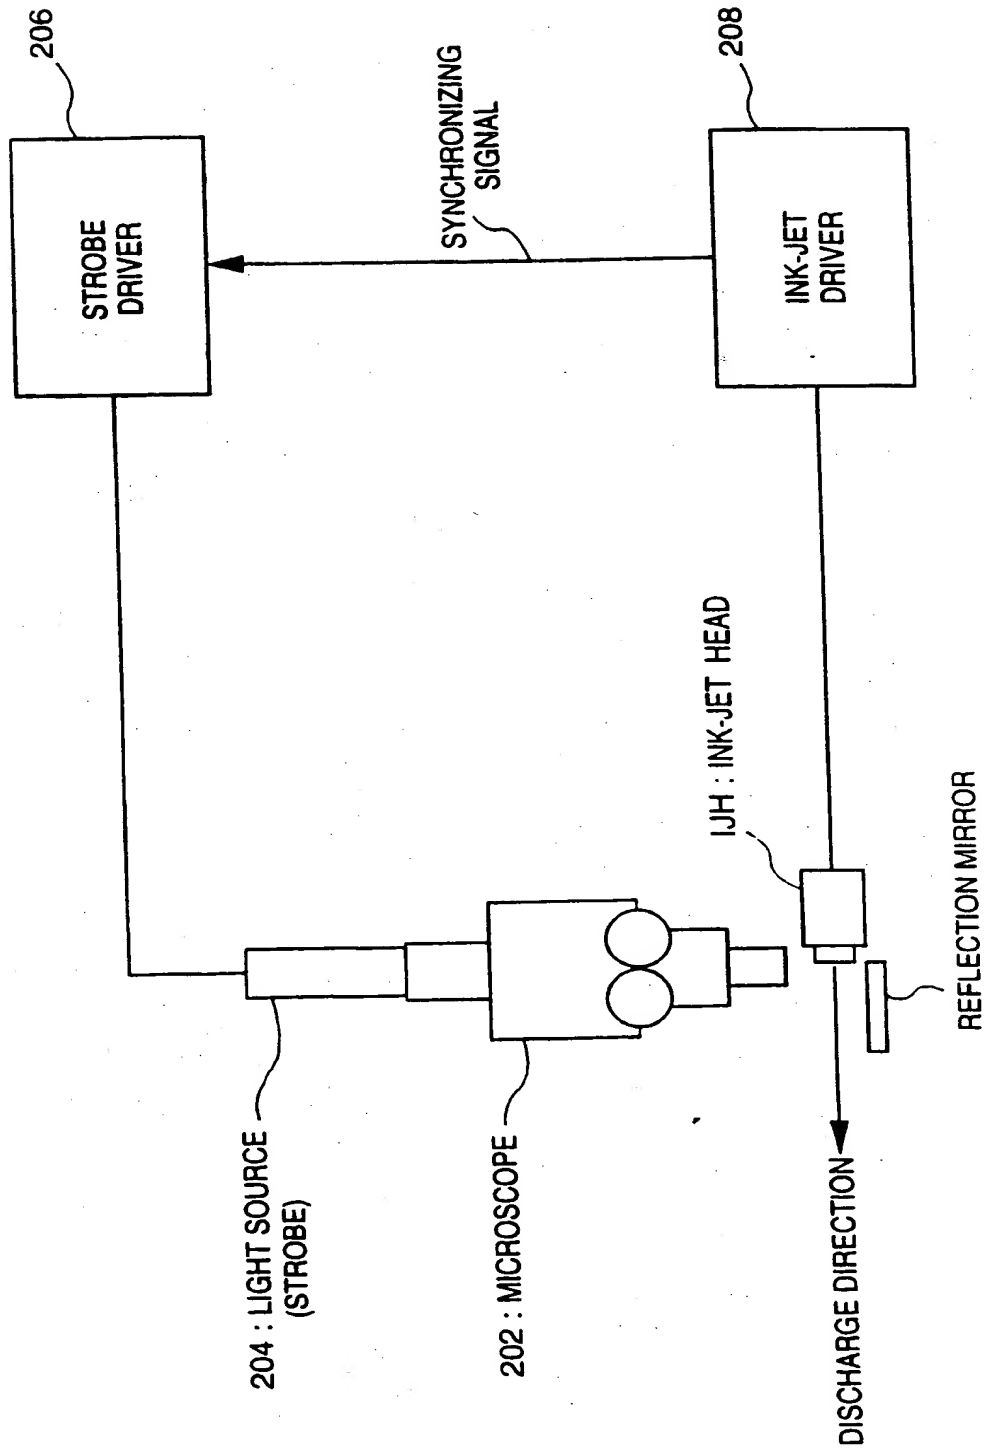 206
STROBE
DRIVER
204 : LIGHT SOURCE
(STROBE)
SYNCHRONIZING
SIGNAL
202 : MICROSCOPE
208
INK-JET
DRIVER
IJH : INK-JET HEAD
DISCHARGE DIRECTION
REFLECTION MIRROR